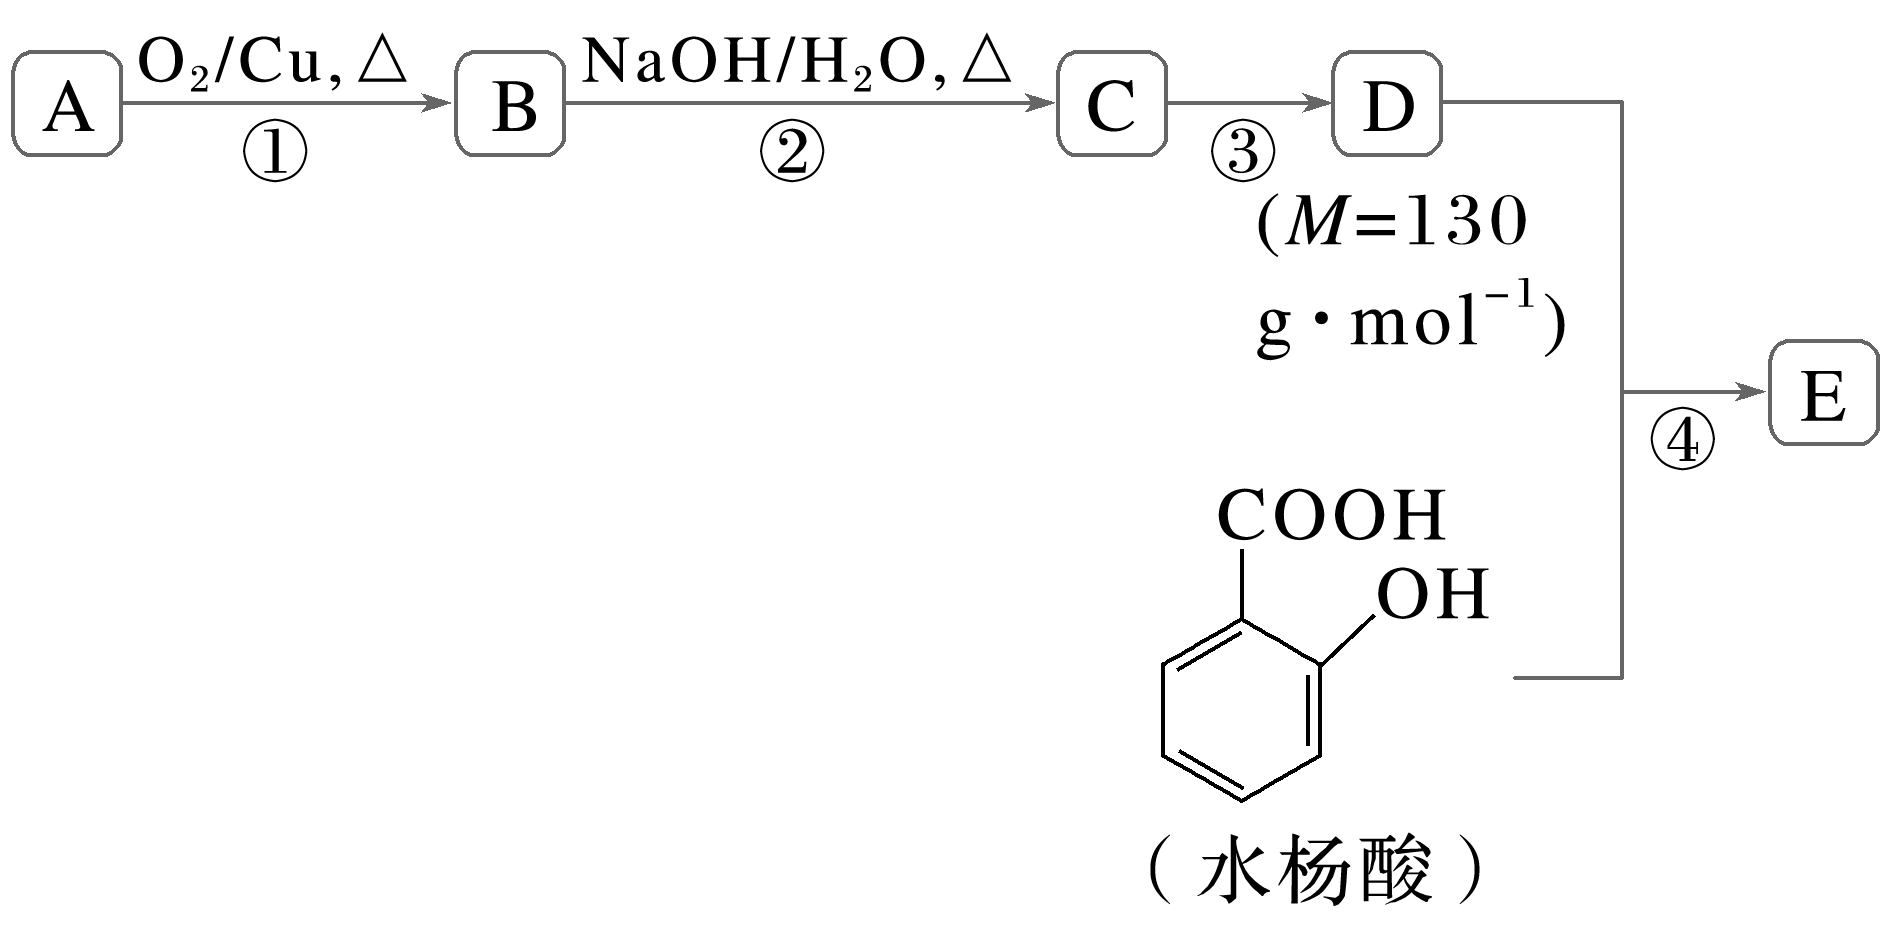 A
O₂/Cu,△
①
B
NaOH/H₂O,△
②
C
③
D
(M=130
g·mol⁻¹)
④
E
COOH
OH
(水杨酸)